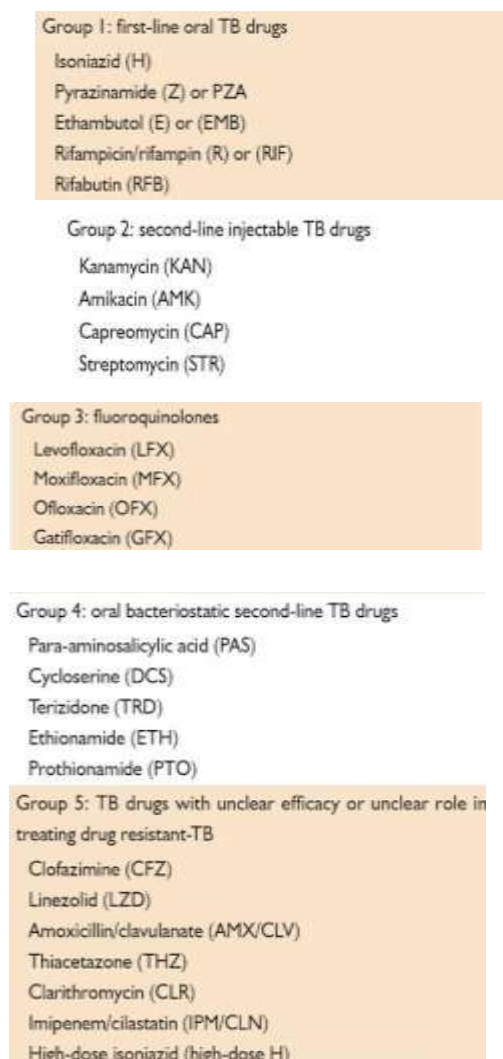 Group 1: first-line oral TB drugs
Isoniazid (H)
Pyrazinamide (Z) or PZA
Ethambutol (E) or (EMB)
Rifampicin/rifampin (R) or (RIF)
Rifabutin (RFB)
Group 2: second-line injectable TB drugs
Kanamycin (KAN)
Amikacin (AMK)
Capreomycin (CAP)
Streptomycin (STR)
Group 3: fluoroquinolones
Levofloxacin (LFX)
Moxifloxacin (MFX)
Ofloxacin (OFX)
Gatifloxacin (GFX)
Group 4: oral bacteriostatic second-line TB drugs
Para-aminosalicylic acid (PAS)
Cycloserine (DCS)
Terizidone (TRD)
Ethionamide (ETH)
Prothionamide (PTO)
Group 5: TB drugs with unclear efficacy or unclear role in
treating drug resistant-TB
Clofazimine (CFZ)
Linezolid (LZD)
Amoxicillin/clavulanate (AMX/CLV)
Thiacetazone (THZ)
Clarithromycin (CLR)
Imipenem/cilastatin (IPM/CLN)
High-dose isoniazid (high-dose H)